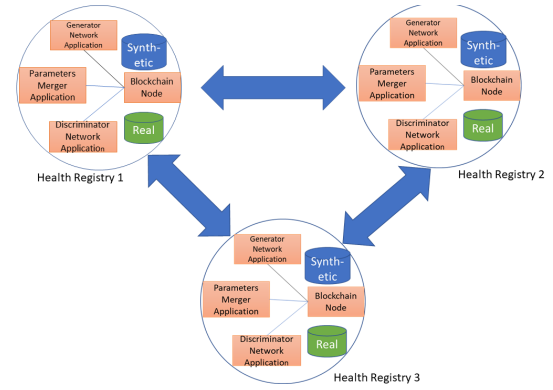 Generator
Network
Application
Synth-
etic
Parameters
Merger
Application
Blockchain
Node
Discriminator
Network
Application
Real
Health Registry 1
Generator
Network
Application
Synth-
etic
Parameters
Merger
Application
Blockchain
Node
Discriminator
Network
Application
Real
Health Registry 2
Generator
Network
Application
Synth-
etic
Parameters
Merger
Application
Blockchain
Node
Discriminator
Network
Application
Real
Health Registry 3